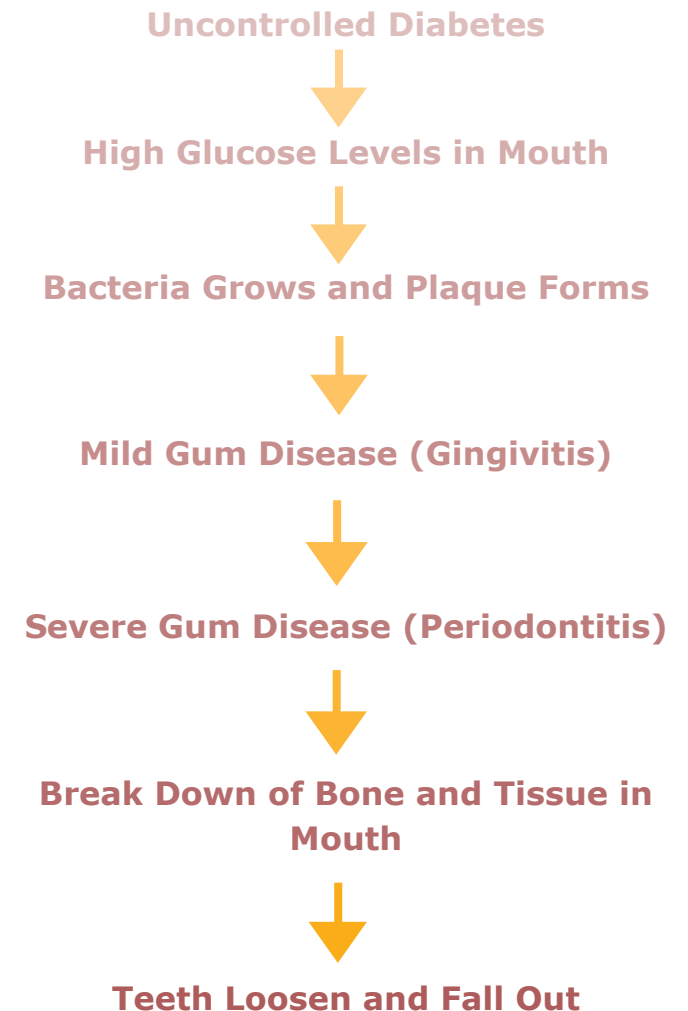 Uncontrolled Diabetes
High Glucose Levels in Mouth
Bacteria Grows and Plaque Forms
Mild Gum Disease (Gingivitis)
Severe Gum Disease (Periodontitis)
Break Down of Bone and Tissue in
Mouth
Teeth Loosen and Fall Out